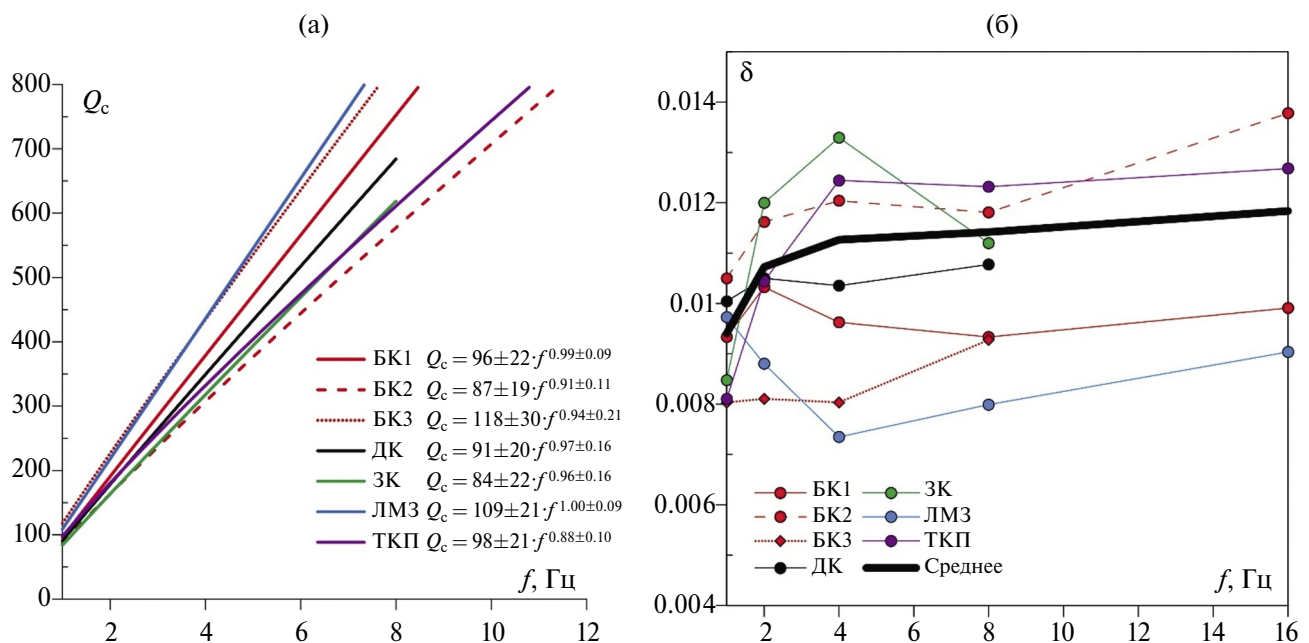 (а)
(б)
800
700
600
500
400
300
200
100
0
Qc
БК1 Qc = 96±22·f^0.99±0.09
БК2 Qc = 87±19·f^0.91±0.11
БК3 Qc = 118±30·f^0.94±0.21
ДК Qc = 91±20·f^0.97±0.16
ЗК Qc = 84±22·f^0.96±0.16
ЛМЗ Qc = 109±21·f^1.00±0.09
ТКП Qc = 98±21·f^0.88±0.10
f, Гц
2 4 6 8 10 12
δ
0.014
0.012
0.01
0.008
0.006
0.004
БК1 ЗК
БК2 ЛМЗ
БК3 ТКП
ДК Среднее
f, Гц
2 4 6 8 10 12 14 16